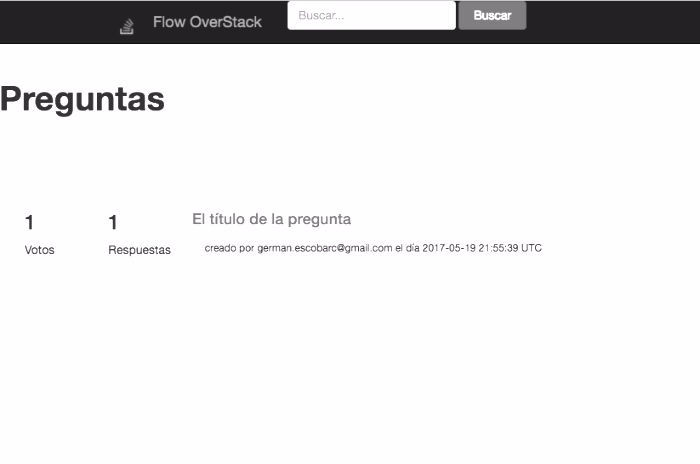 Flow OverStack Buscar... Buscar
Preguntas
1 1 El título de la pregunta
Votos Respuestas creado por german.escobarc@gmail.com el día 2017-05-19 21:55:39 UTC